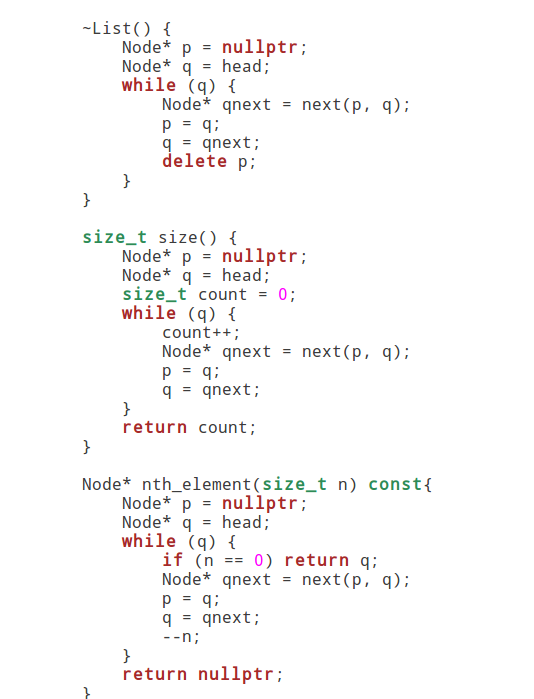 ~List() {
    Node* p = nullptr;
    Node* q = head;
    while (q) {
        Node* qnext = next(p, q);
        p = q;
        q = qnext;
        delete p;
    }
}

size_t size() {
    Node* p = nullptr;
    Node* q = head;
    size_t count = 0;
    while (q) {
        count++;
        Node* qnext = next(p, q);
        p = q;
        q = qnext;
    }
    return count;
}

Node* nth_element(size_t n) const{
    Node* p = nullptr;
    Node* q = head;
    while (q) {
        if (n == 0) return q;
        Node* qnext = next(p, q);
        p = q;
        q = qnext;
        --n;
    }
    return nullptr;
}